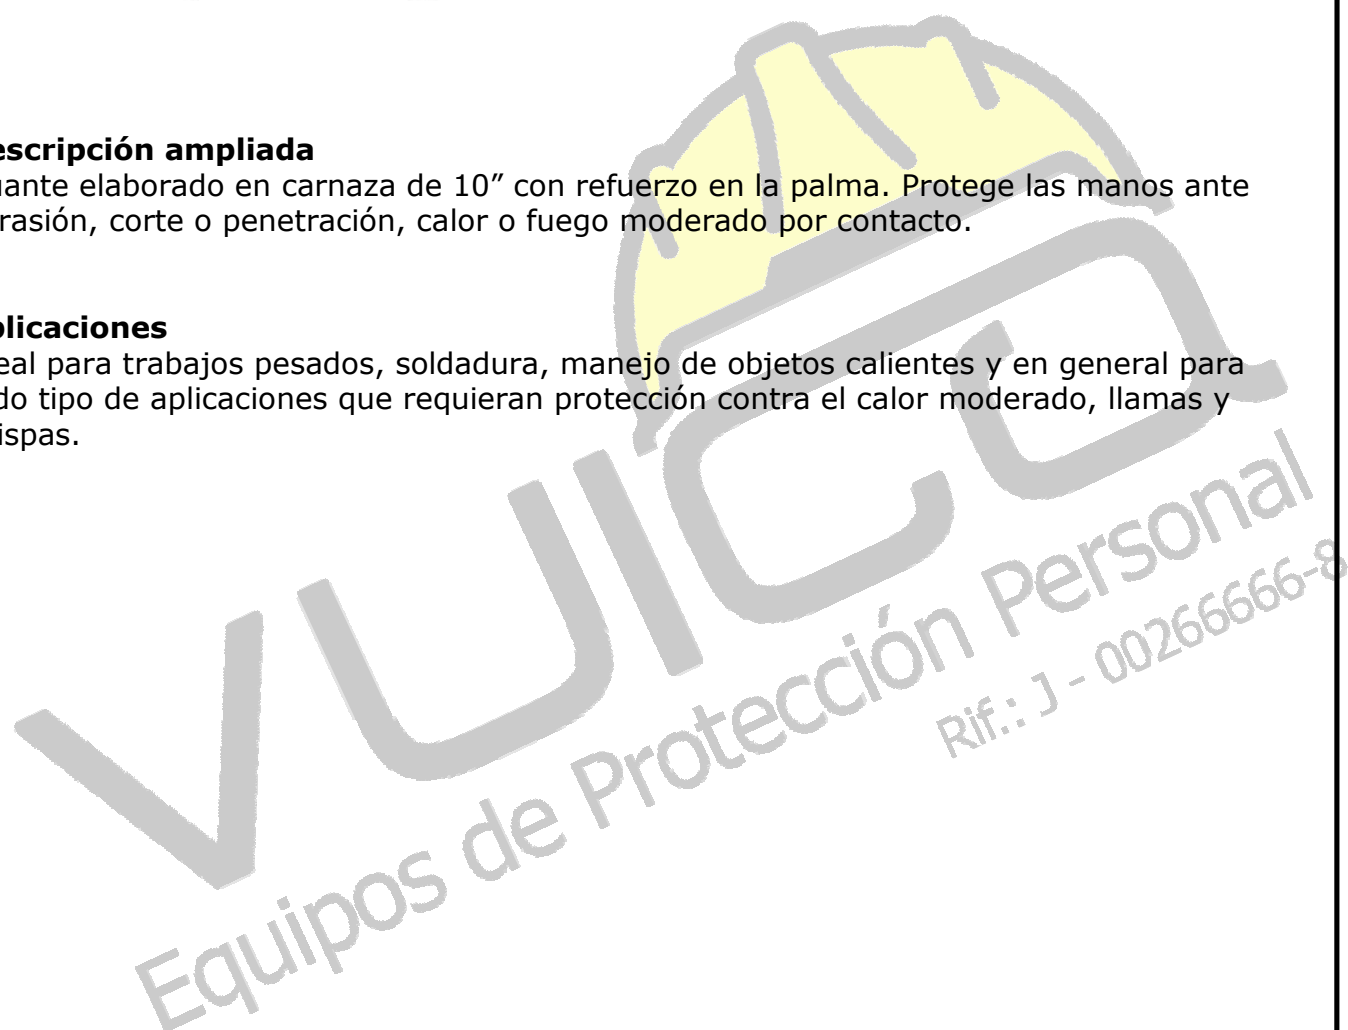 escripción ampliada
uante elaborado en carnaza de 10” con refuerzo en la palma. Protege las manos ante
rasión, corte o penetración, calor o fuego moderado por contacto.
plicaciones
eal para trabajos pesados, soldadura, manejo de objetos calientes y en general para
do tipo de aplicaciones que requieran protección contra el calor moderado, llamas y
ispas.
VUICA
Equipos de Protección Personal
Rif.: J - 00266666-8